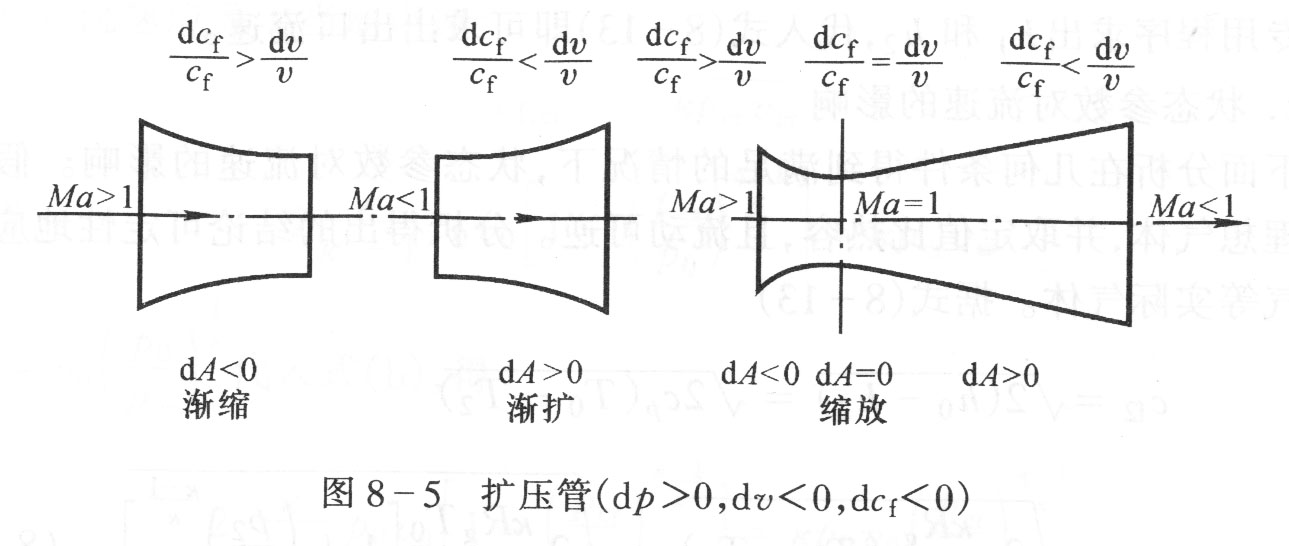 dc_f/c_f > dv/v dc_f/c_f < dv/v dc_f/c_f > dv/v dc_f/c_f = dv/v dc_f/c_f < dv/v
Ma>1 Ma<1 Ma>1 Ma=1 Ma<1
dA<0 dA>0 dA<0 dA=0 dA>0
渐缩 渐扩 缩放
图 8-5 扩压管(dp>0,dv<0,dc_f<0)